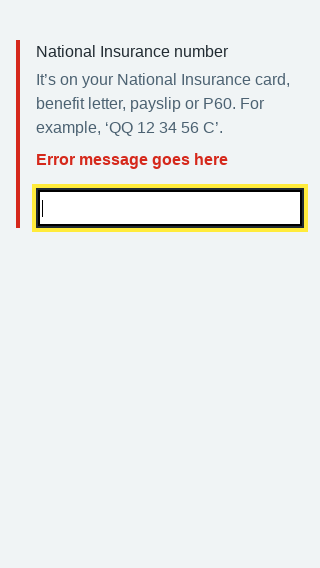 National Insurance number
It's on your National Insurance card,
benefit letter, payslip or P60. For
example, ‘QQ 12 34 56 C’.
Error message goes here